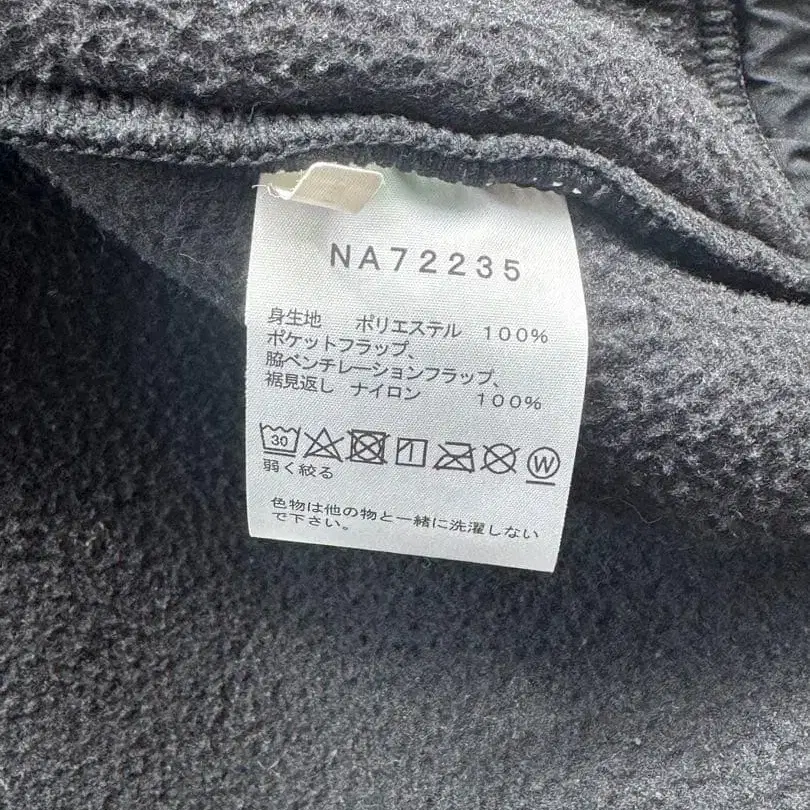 NA72235
身生地 ポリエステル 100%
ポケットフラップ、
脇ベンチレーションフラップ、
裾見返し ナイロン 100%
30 W
弱く絞る
色物は他の物と一緒に洗濯しない
で下さい。